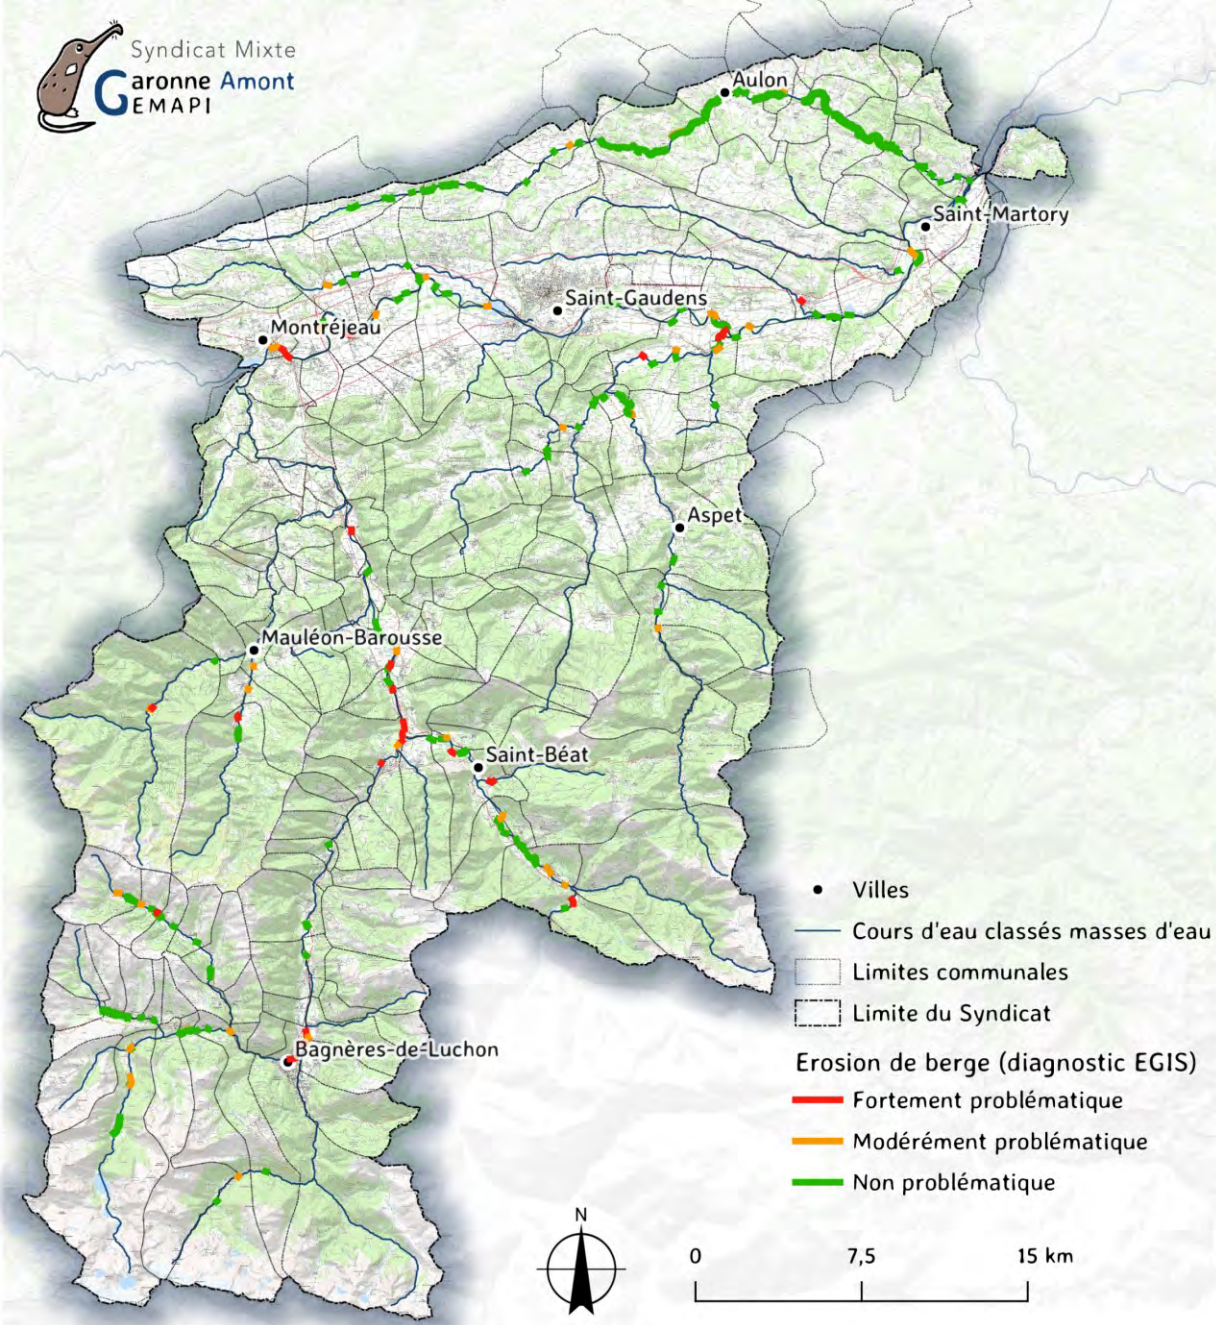 Syndicat Mixte
Garonne Amont
GEMAPI
Aulon
Saint-Martory
Saint-Gaudens
Montréjeau
Aspet
Mauléon-Barousse
Saint-Béat
Bagnères-de-Luchon
Villes
Cours d'eau classés masses d'eau
Limites communales
Limite du Syndicat
Erosion de berge (diagnostic EGIS)
Fortement problématique
Modérément problématique
Non problématique
N
0 7,5 15 km